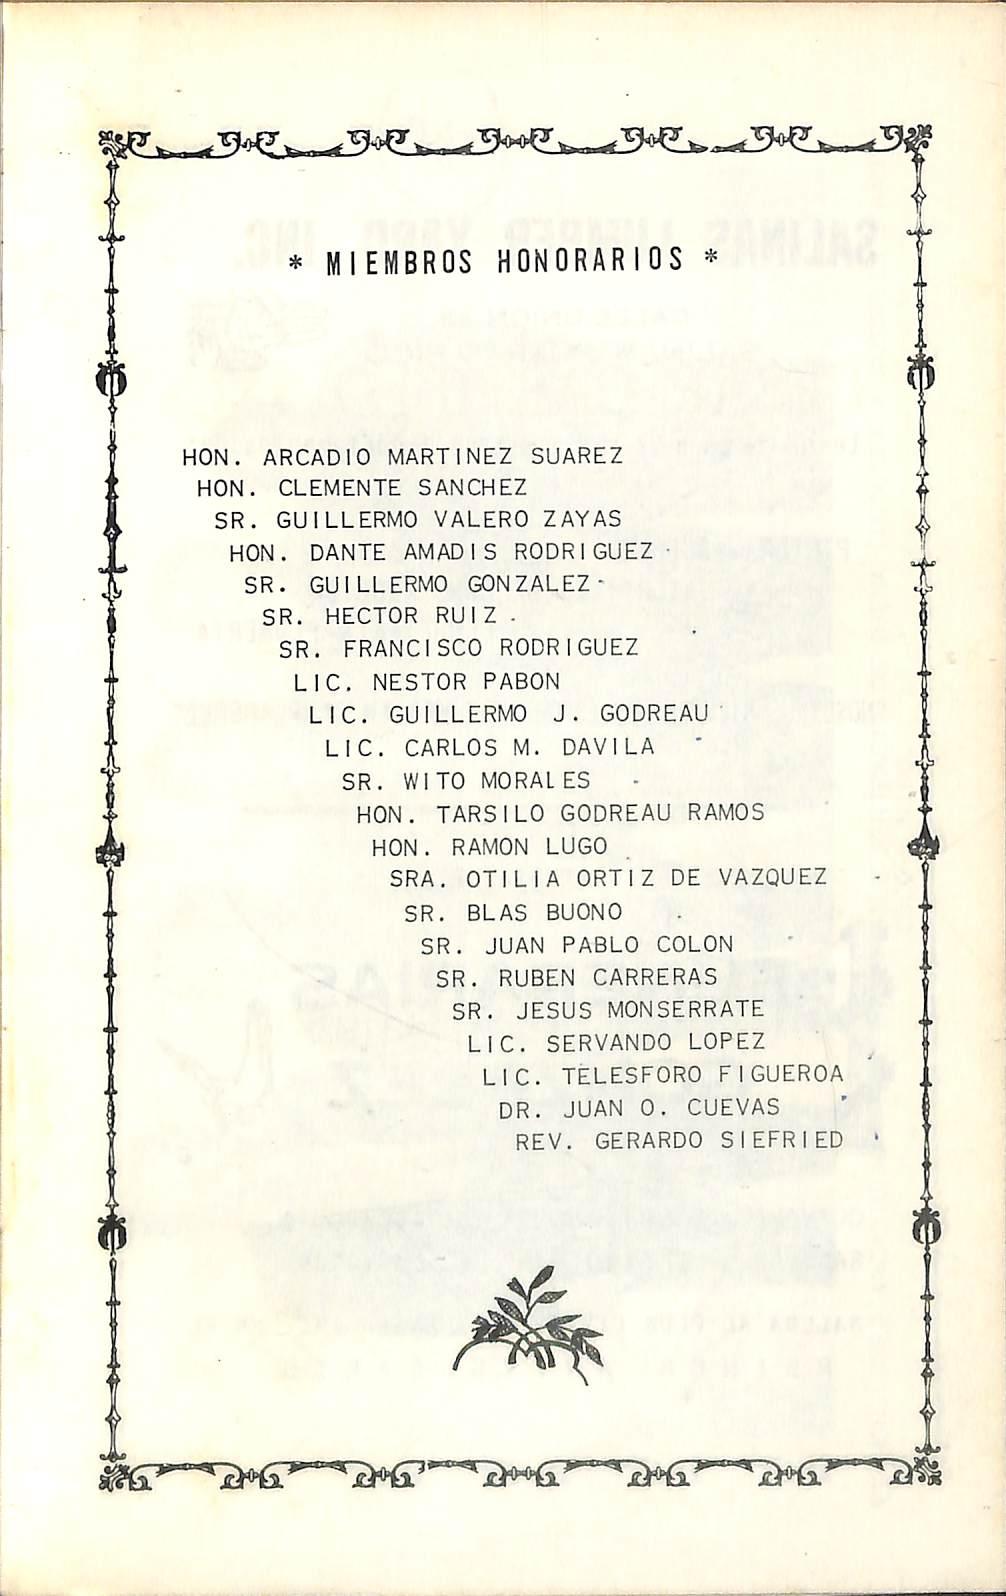 * MIEMBROS HONORARIOS *
HON. ARCADIO MARTINEZ SUAREZ
HON. CLEMENTE SANCHEZ
SR. GUILLERMO VALERO ZAYAS
HON. DANTE AMADIS RODRIGUEZ
SR. GUILLERMO GONZALEZ
SR. HECTOR RUIZ
SR. FRANCISCO RODRIGUEZ
LIC. NESTOR PABON
LIC. GUILLERMO J. GODREAU
LIC. CARLOS M. DAVILA
SR. WITO MORALES
HON. TARSILO GODREAU RAMOS
HON. RAMON LUGO
SRA. OTILIA ORTIZ DE VAZQUEZ
SR. BLAS BUONO
SR. JUAN PABLO COLON
SR. RUBEN CARRERAS
SR. JESUS MONSERRATE
LIC. SERVANDO LOPEZ
LIC. TELESFORO FIGUEROA
DR. JUAN O. CUEVAS
REV. GERARDO SIEFRIED